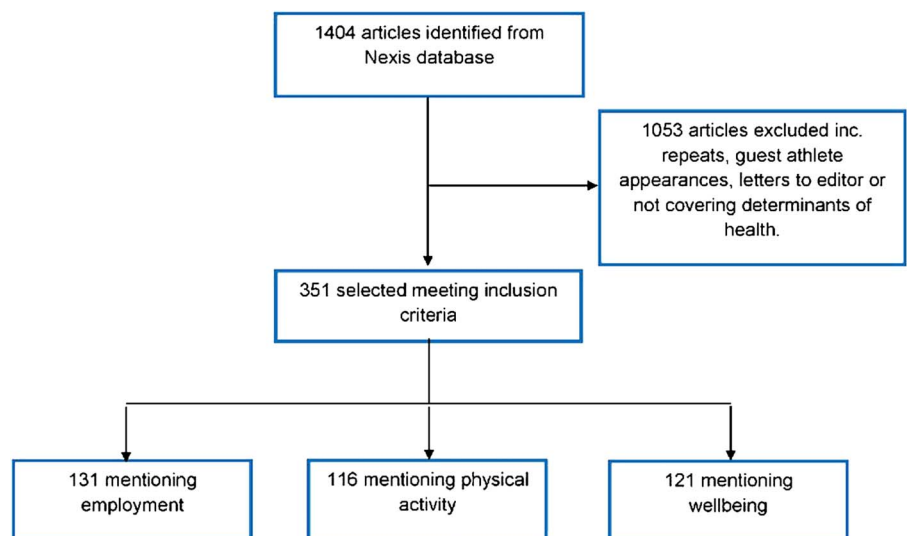 1404 articles identified from
Nexis database
1053 articles excluded inc.
repeats, guest athlete
appearances, letters to editor or
not covering determinants of
health.
351 selected meeting inclusion
criteria
131 mentioning
employment
116 mentioning physical
activity
121 mentioning
wellbeing